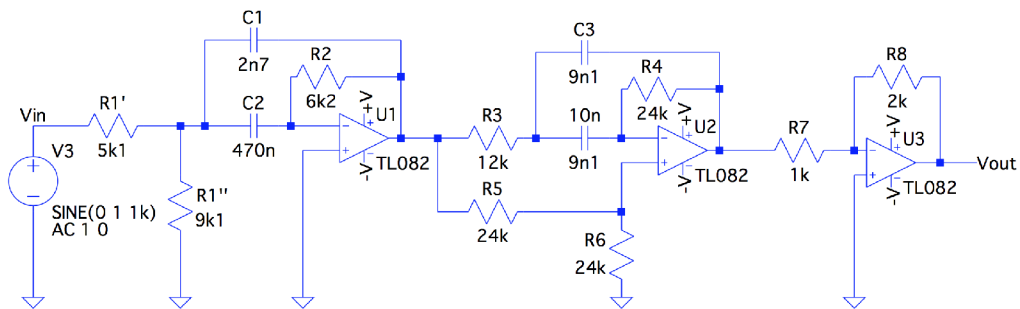 C1
2n7
R2
6k2
C2
470n
Vin
R1'
5k1
V3
SINE(0 1 1k)
AC 1 0
R1''
9k1
+V
U1
-V
TL082
C3
9n1
R4
24k
10n
9n1
R3
12k
R5
24k
R6
24k
+V
U2
-V
TL082
R7
1k
R8
2k
+V
U3
-V
TL082
Vout